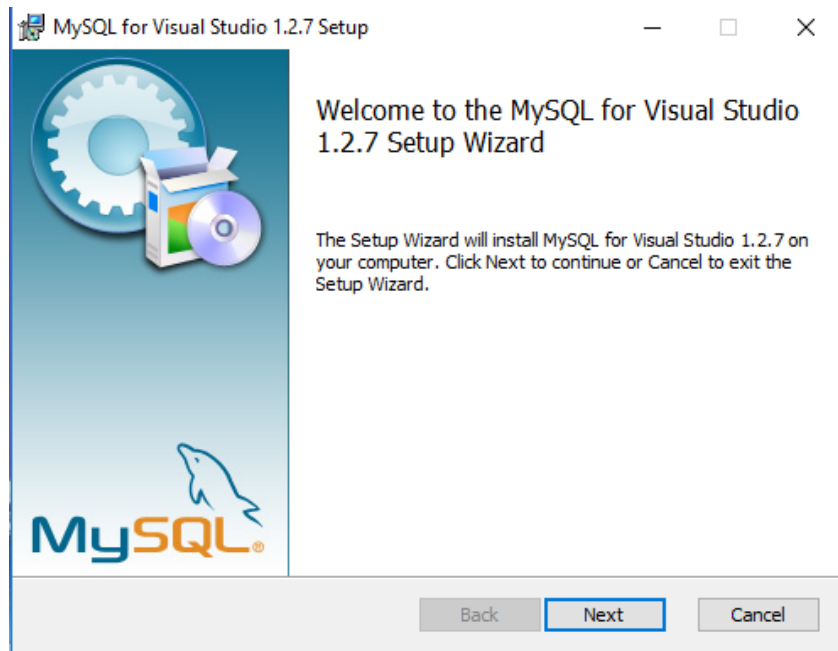 MySQL for Visual Studio 1.2.7 Setup
Welcome to the MySQL for Visual Studio
1.2.7 Setup Wizard
The Setup Wizard will install MySQL for Visual Studio 1.2.7 on
your computer. Click Next to continue or Cancel to exit the
Setup Wizard.
MySQL®
Back Next Cancel